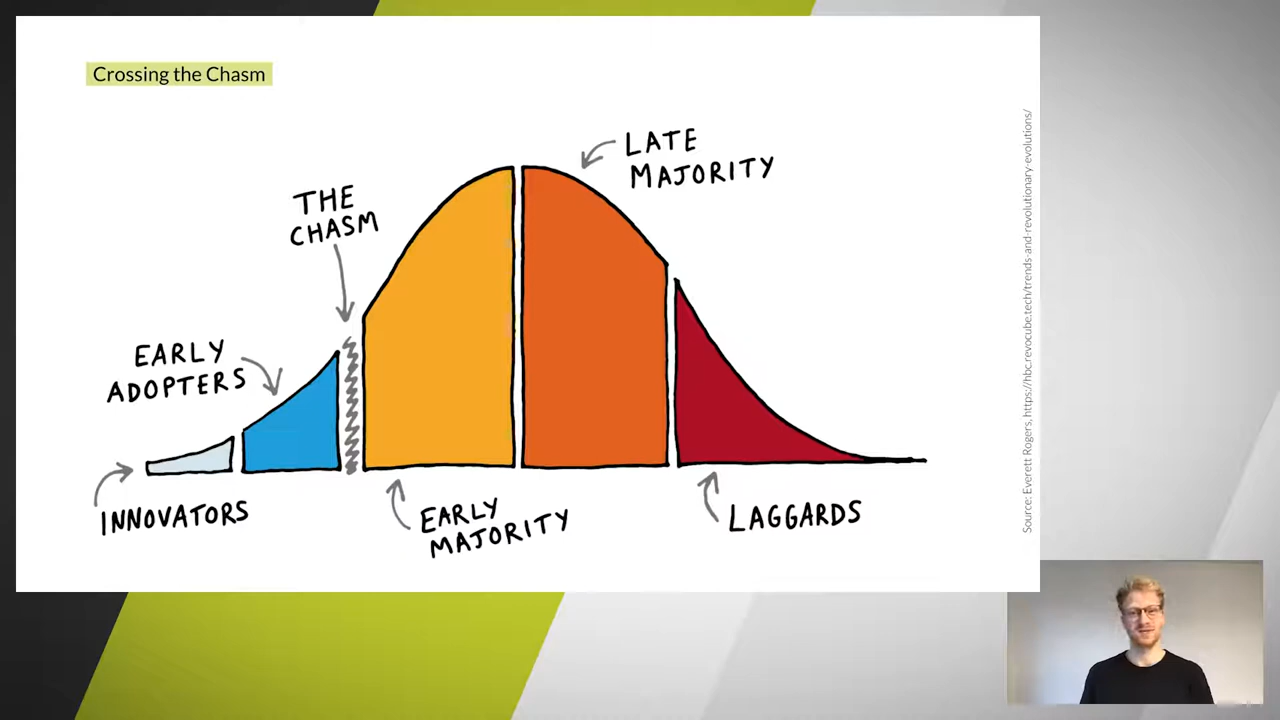 Crossing the Chasm
LATE
MAJORITY
THE
CHASM
EARLY
ADOPTERS
INNOVATORS
EARLY
MAJORITY
LAGGARDS
Source: Everett Rogers, https://hbc.revocube.tech/trends-and-revolutionary-evolutions/